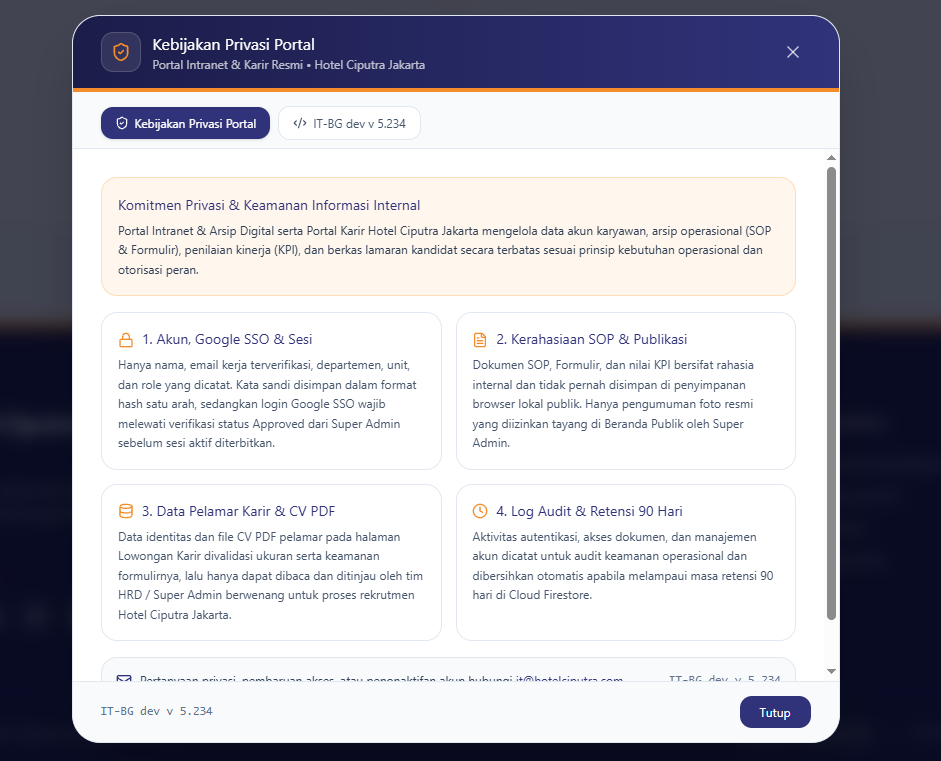 Kebijakan Privasi Portal
Portal Intranet & Karir Resmi • Hotel Ciputra Jakarta
Kebijakan Privasi Portal
</> IT-BG dev v 5.234
Komitmen Privasi & Keamanan Informasi Internal
Portal Intranet & Arsip Digital serta Portal Karir Hotel Ciputra Jakarta mengelola data akun karyawan, arsip operasional (SOP
& Formulir), penilaian kinerja (KPI), dan berkas lamaran kandidat secara terbatas sesuai prinsip kebutuhan operasional dan
otorisasi peran.
1. Akun, Google SSO & Sesi
Hanya nama, email kerja terverifikasi, departemen, unit,
dan role yang dicatat. Kata sandi disimpan dalam format
hash satu arah, sedangkan login Google SSO wajib
melewati verifikasi status Approved dari Super Admin
sebelum sesi aktif diterbitkan.
2. Kerahasiaan SOP & Publikasi
Dokumen SOP, Formulir, dan nilai KPI bersifat rahasia
internal dan tidak pernah disimpan di penyimpanan
browser lokal publik. Hanya pengumuman foto resmi
yang diizinkan tayang di Beranda Publik oleh Super
Admin.
3. Data Pelamar Karir & CV PDF
Data identitas dan file CV PDF pelamar pada halaman
Lowongan Karir divalidasi ukuran serta keamanan
formulirnya, lalu hanya dapat dibaca dan ditinjau oleh tim
HRD / Super Admin berwenang untuk proses rekrutmen
Hotel Ciputra Jakarta.
4. Log Audit & Retensi 90 Hari
Aktivitas autentikasi, akses dokumen, dan manajemen
akun dicatat untuk audit keamanan operasional dan
dibersihkan otomatis apabila melampaui masa retensi 90
hari di Cloud Firestore.
Pertanyaan privasi, pembaruan akses, atau penonaktifan akun hubungi it@hotelciputra.com
IT-BG dev v 5.234
IT-BG dev v 5.234
Tutup